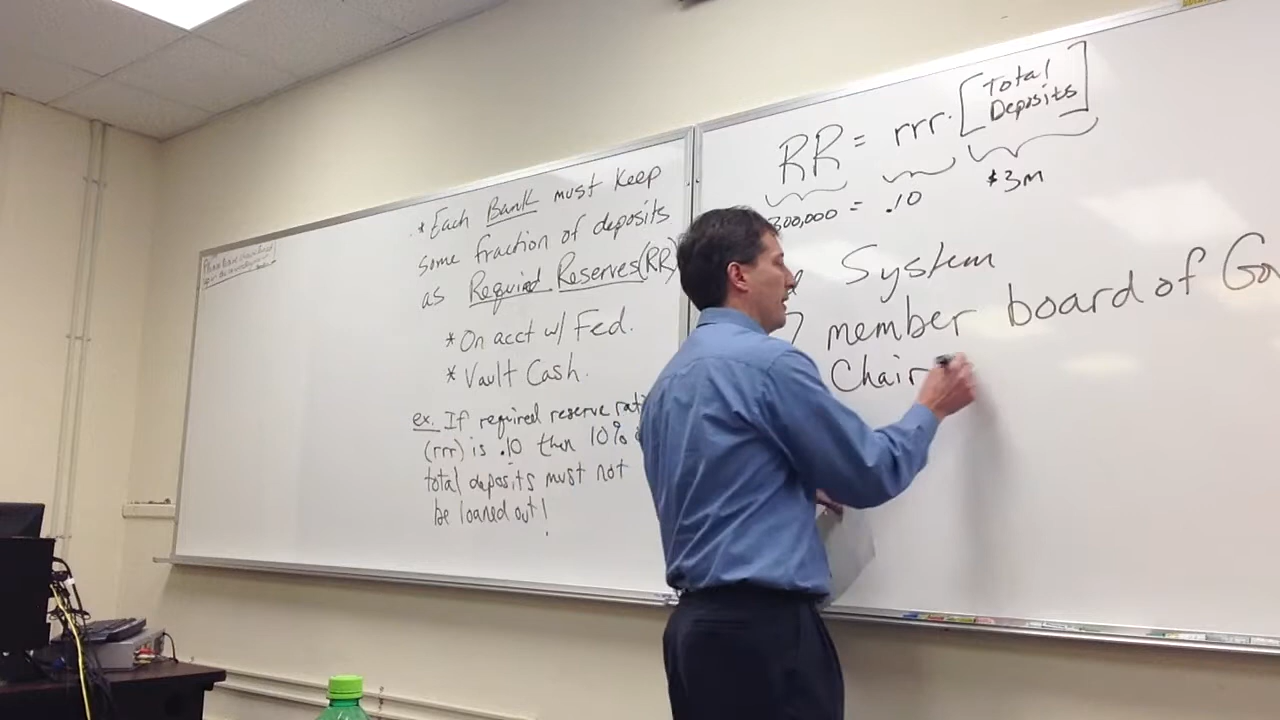 * Each Bank must keep
some fraction of deposits
as Required Reserves (RR)
* On acct w/ Fed.
* Vault Cash.
ex. If required reserve
(rrr) is .10 then 10%
total deposits must not
be loaned out!
RR = rrr. [Total Deposits]
300,000 = .10 $3m
System
7 member board of
Chair